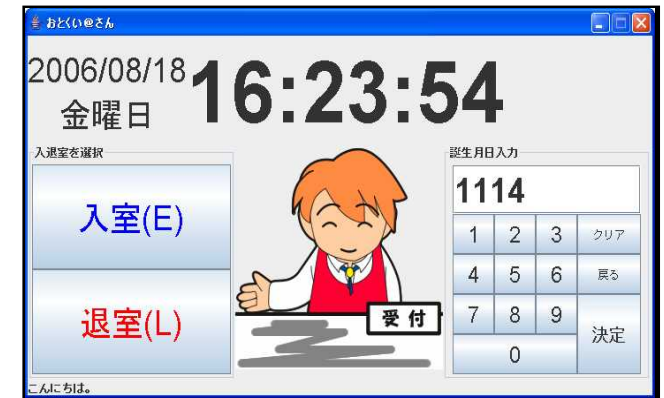 おとくい@さん
2006/08/18
金曜日
16:23:54
入退室を選択
入室(E)
退室(L)
受付
誕生月日入力
1114
1 2 3 クリア
4 5 6 戻る
7 8 9 決定
0
こんにちは。